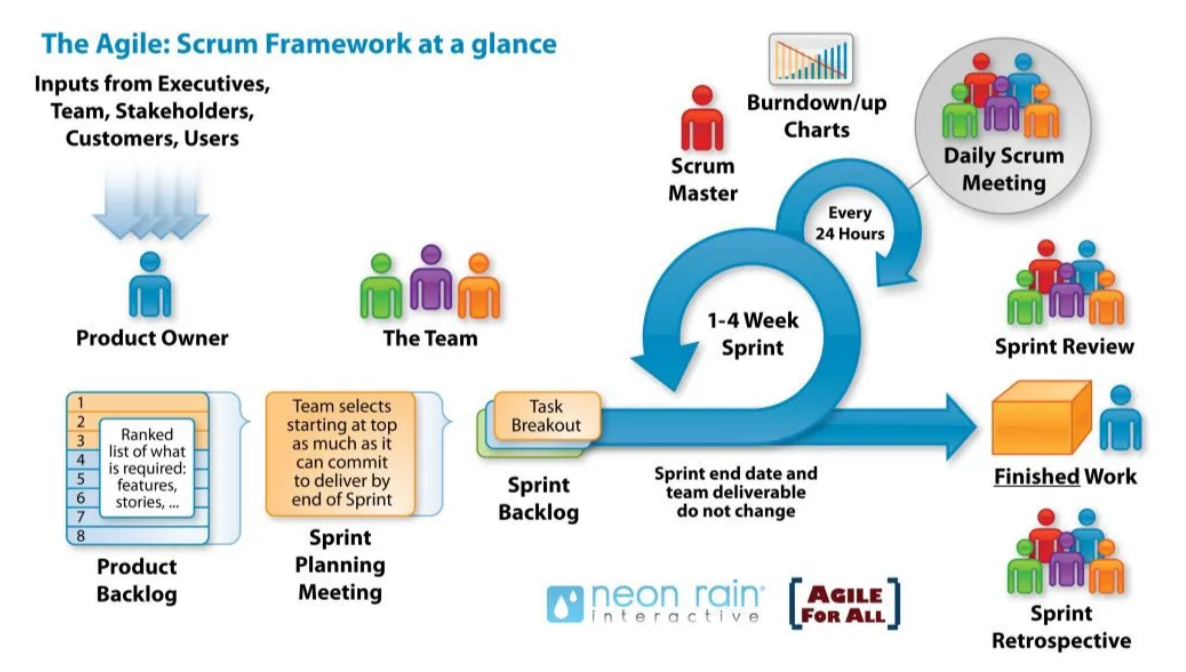 The Agile: Scrum Framework at a glance
Inputs from Executives,
Team, Stakeholders,
Customers, Users
Product Owner
The Team
Scrum
Master
Burndown/up
Charts
Daily Scrum
Meeting
Every
24 Hours
1-4 Week
Sprint
Sprint Review
1
2
3
4
5
6
7
8
Ranked
list of what
is required:
features,
stories, ...
Product
Backlog
Team selects
starting at top
as much as it
can commit
to deliver by
end of Sprint
Sprint
Planning
Meeting
Task
Breakout
Sprint
Backlog
Sprint end date and
team deliverable
do not change
Finished Work
Sprint
Retrospective
neon rain
interactive
AGILE
FOR ALL